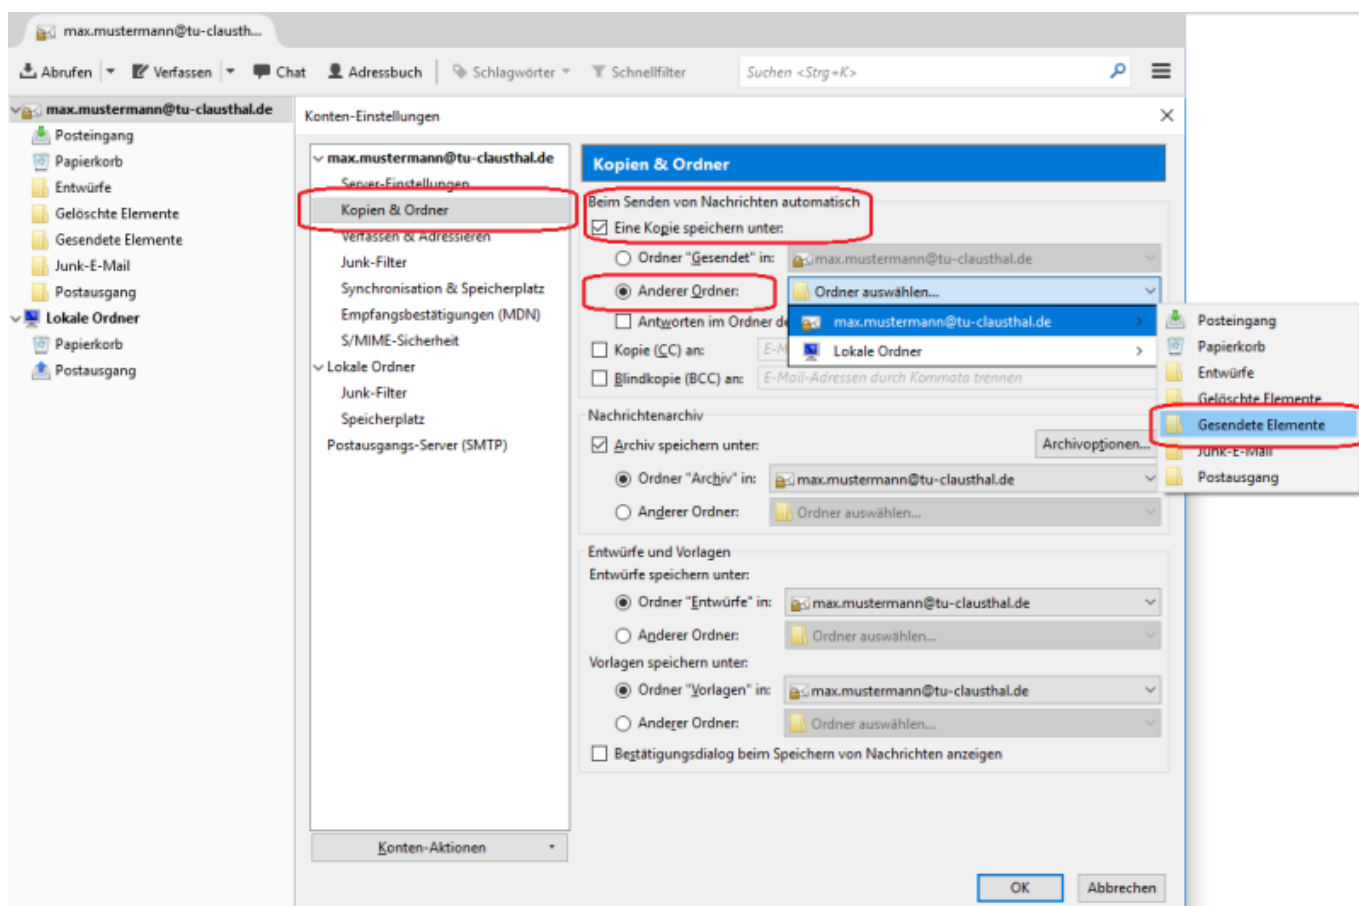 max.mustermann@tu-clausth...
Abrufen Verfassen Chat Adressbuch Schlagwörter Schnellfilter Suchen <Strg+K>
max.mustermann@tu-clausthal.de
Posteingang
Papierkorb
Entwürfe
Gelöschte Elemente
Gesendete Elemente
Junk-E-Mail
Postausgang
Lokale Ordner
Papierkorb
Postausgang
Konten-Einstellungen
max.mustermann@tu-clausthal.de
Server-Einstellungen
Kopien & Ordner
Verfassen & Adressieren
Junk-Filter
Synchronisation & Speicherplatz
Empfangsbestätigungen (MDN)
S/MIME-Sicherheit
Lokale Ordner
Junk-Filter
Speicherplatz
Postausgangs-Server (SMTP)
Konten-Aktionen
Kopien & Ordner
Beim Senden von Nachrichten automatisch
Eine Kopie speichern unter:
Ordner "Gesendet" in: max.mustermann@tu-clausthal.de
Anderer Ordner: Ordner auswählen...
max.mustermann@tu-clausthal.de
Lokale Ordner
Posteingang
Papierkorb
Entwürfe
Gelöschte Elemente
Gesendete Elemente
Junk-E-Mail
Postausgang
Antworten im Ordner
Kopie (CC) an:
Blindkopie (BCC) an: E-Mail-Adressen durch Kommata trennen
Nachrichtenarchiv
Archiv speichern unter: Archivoptionen...
Ordner "Archiv" in: max.mustermann@tu-clausthal.de
Anderer Ordner: Ordner auswählen...
Entwürfe und Vorlagen
Entwürfe speichern unter:
Ordner "Entwürfe" in: max.mustermann@tu-clausthal.de
Anderer Ordner: Ordner auswählen...
Vorlagen speichern unter:
Ordner "Vorlagen" in: max.mustermann@tu-clausthal.de
Anderer Ordner: Ordner auswählen...
Bestätigungsdialog beim Speichern von Nachrichten anzeigen
OK Abbrechen